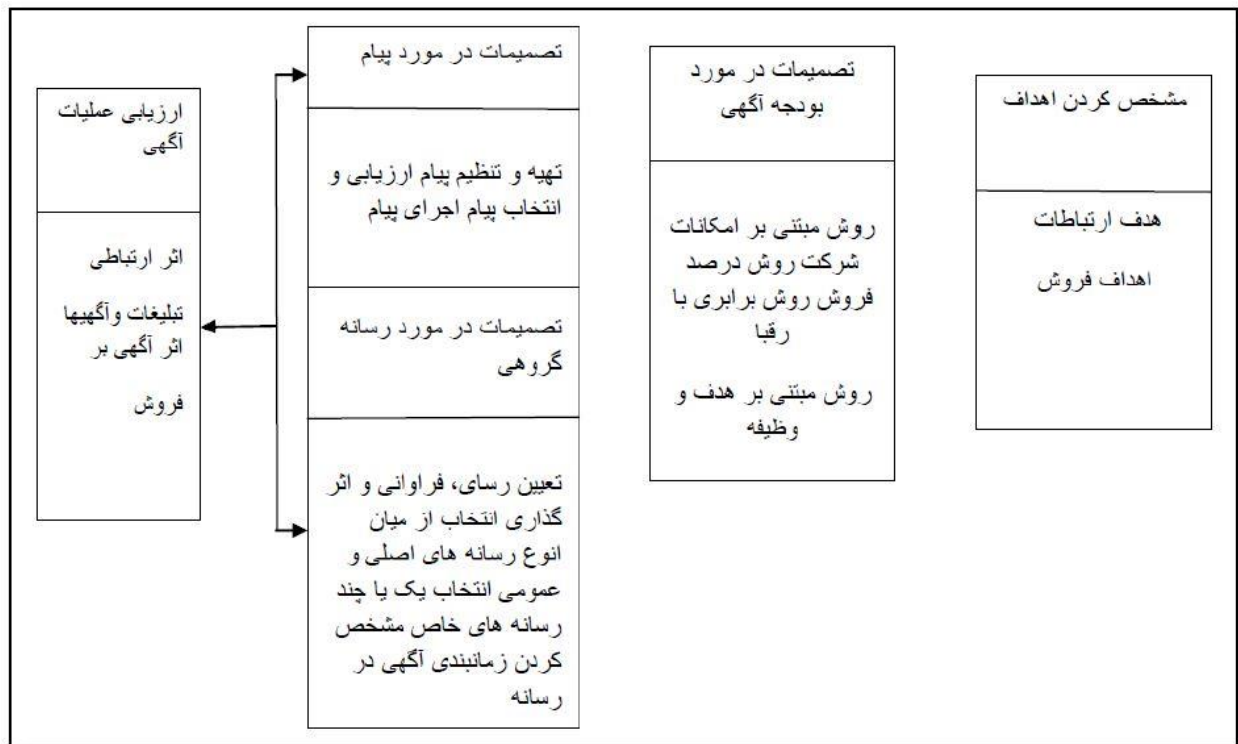 مشخص کردن اهداف
هدف ارتباطات
اهداف فروش
تصمیمات در مورد
بودجه آگهی
روش مبتنی بر امکانات
شرکت روش درصد
فروش روش برابری با
رقبا
روش مبتنی بر هدف و
وظیفه
تصمیمات در مورد پیام
تهیه و تنظیم پیام ارزیابی و
انتخاب پیام اجرای پیام
تصمیمات در مورد رسانه
گروهی
تعیین رسای، فراوانی و اثر
گذاری انتخاب از میان
انوع رسانه های اصلی و
عمومی انتخاب یک یا چند
رسانه های خاص مشخص
کردن زمانبندی آگهی در
رسانه
ارزیابی عملیات
آگهی
اثر ارتباطی
تبلیغات وآگهیها
اثر آگهی بر
فروش